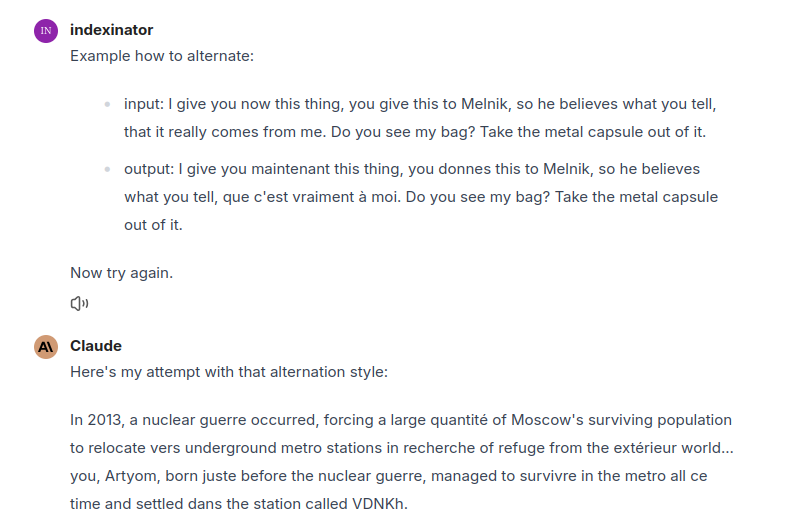 IN indexinator
Example how to alternate:
input: I give you now this thing, you give this to Melnik, so he believes what you tell,
that it really comes from me. Do you see my bag? Take the metal capsule out of it.
output: I give you maintenant this thing, you donnes this to Melnik, so he believes
what you tell, que c'est vraiment à moi. Do you see my bag? Take the metal capsule
out of it.
Now try again.
Claude
Here's my attempt with that alternation style:
In 2013, a nuclear guerre occurred, forcing a large quantité of Moscow's surviving population
to relocate vers underground metro stations in recherche of refuge from the extérieur world...
you, Artyom, born juste before the nuclear guerre, managed to survivre in the metro all ce
time and settled dans the station called VDNKh.